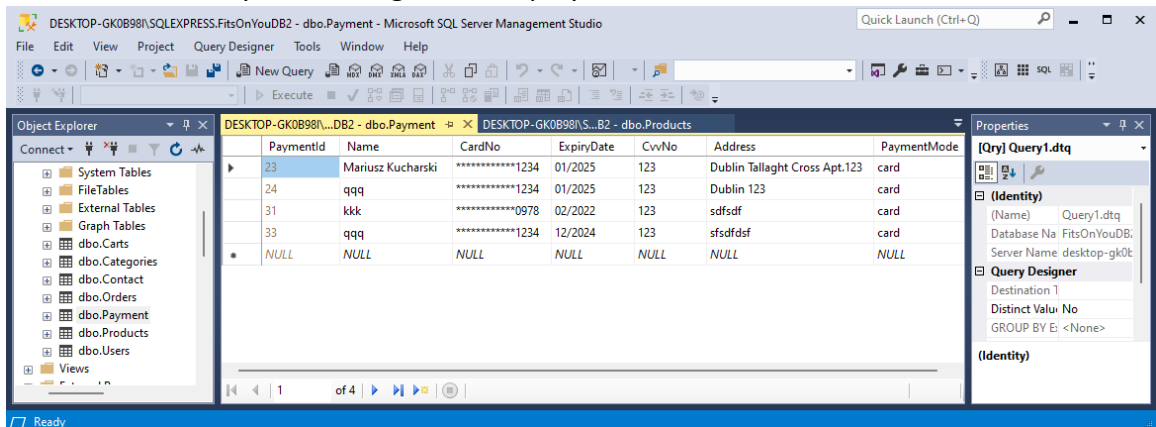 DESKTOP-GK0B98I\SQLEXPRESS.FitsOnYouDB2 - dbo.Payment - Microsoft SQL Server Management Studio
Quick Launch (Ctrl+Q)
File Edit View Project Query Designer Tools Window Help
New Query MDX DMX XMLA DAX SQL
Execute
Object Explorer
DESKTOP-GK0B98I\...DB2 - dbo.Payment DESKTOP-GK0B98I\S...B2 - dbo.Products
Properties
Connect
PaymentId Name CardNo ExpiryDate CvvNo Address PaymentMode
[Qry] Query1.dtq
System Tables
FileTables
External Tables
Graph Tables
dbo.Carts
dbo.Categories
dbo.Contact
dbo.Orders
dbo.Payment
dbo.Products
dbo.Users
Views
23 Mariusz Kucharski ************1234 01/2025 123 Dublin Tallaght Cross Apt.123 card
24 qqq ************1234 01/2025 123 Dublin 123 card
31 kkk ************0978 02/2022 123 sdfsdf card
33 qqq ************1234 12/2024 123 sfsdfdsf card
NULL NULL NULL NULL NULL NULL NULL
1 of 4
(Identity)
(Name) Query1.dtq
Database Na FitsOnYouDB
Server Name desktop-gk0b
Query Designer
Destination T
Distinct Valu No
GROUP BY E <None>
(Identity)
Ready